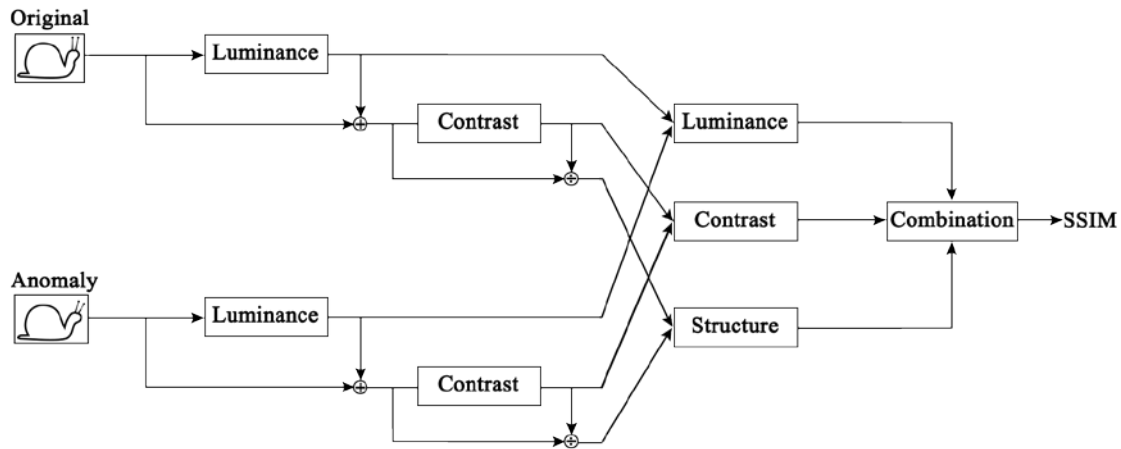 Original
Luminance
Contrast
Luminance
Contrast
Combination
SSIM
Anomaly
Luminance
Structure
Contrast